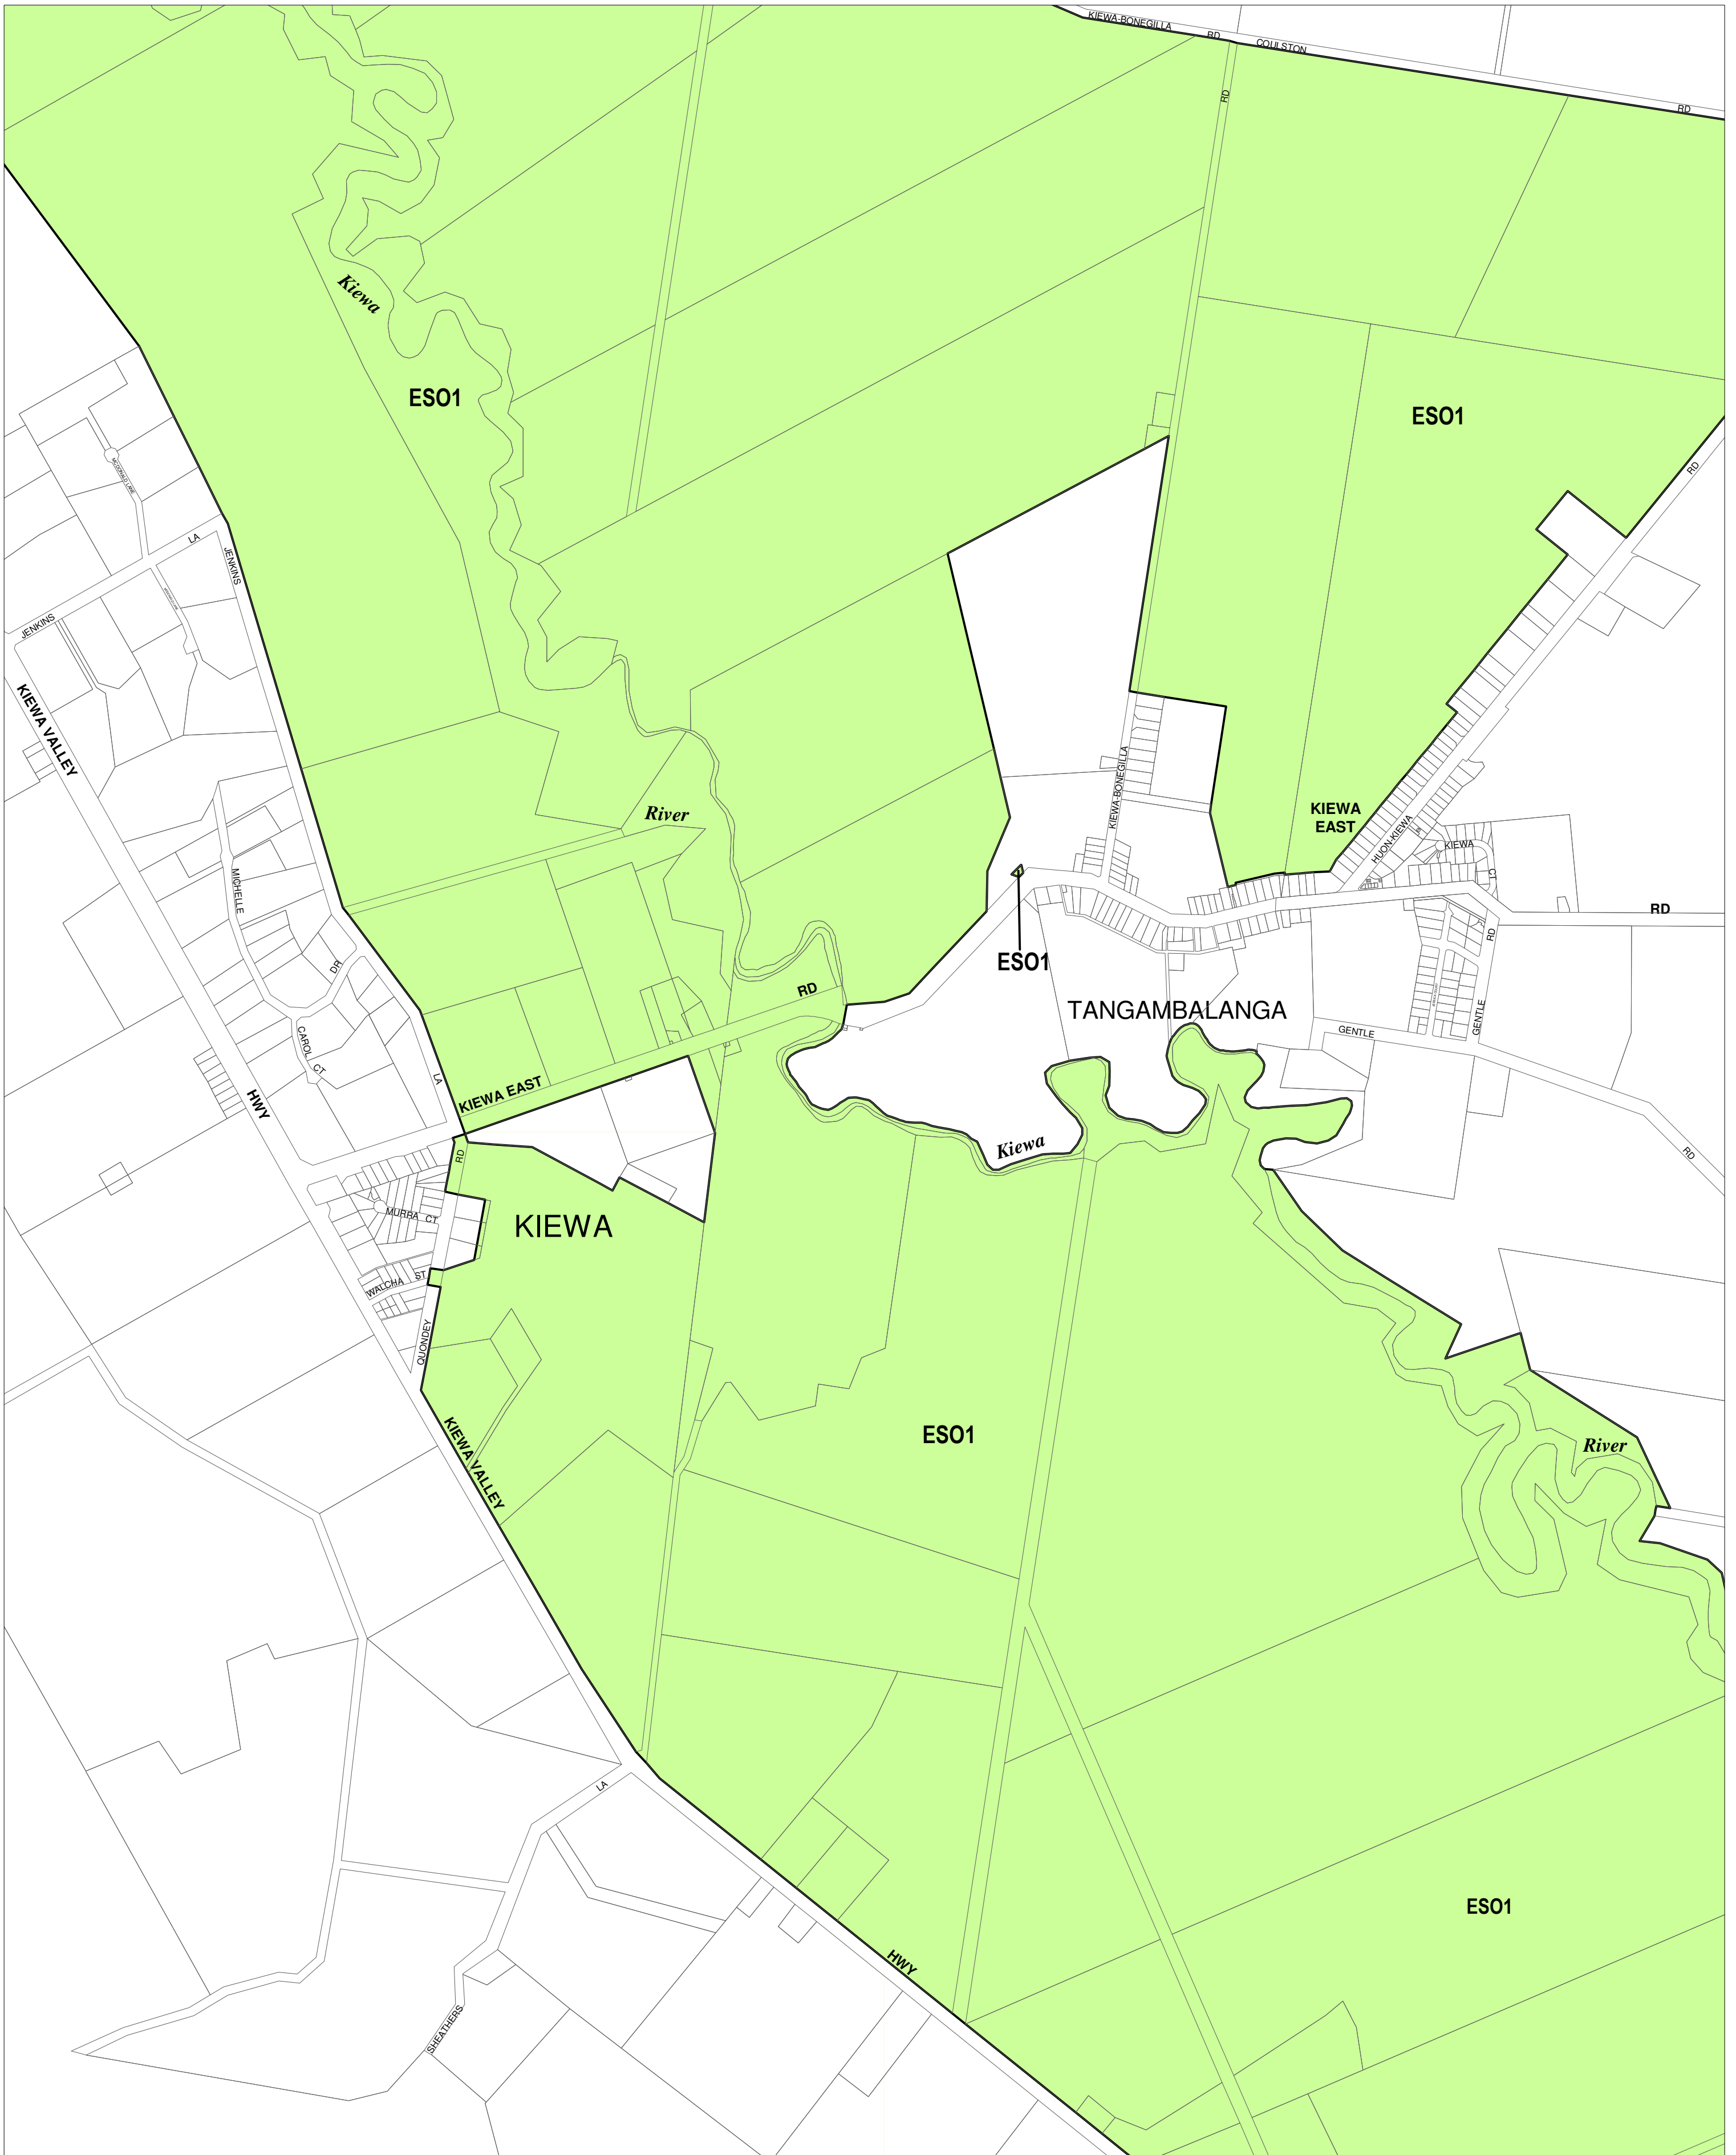 KIEWA-BONEGILLA
RD
COULSTON
RD
RD
Kiewa
ESO1
ESO1
RD
MCDONALD LANE
LA
JENKINS
JENKINS
KIEWA VALLEY
KIEWA-BONEGILLA
River
KIEWA
EAST
HUON-KIEWA
KIEWA
CT
MICHELLE
RD
RD
DR
ESO1
RD
TANGAMBALANGA
GENTLE
GENTLE
CAROL
CT
LA
HWY
KIEWA EAST
Kiewa
RD
RD
MURRA CT
KIEWA
WALCHA ST
QUONDEY
KIEWA VALLEY
ESO1
River
LA
ESO1
HWY
SHEATHERS